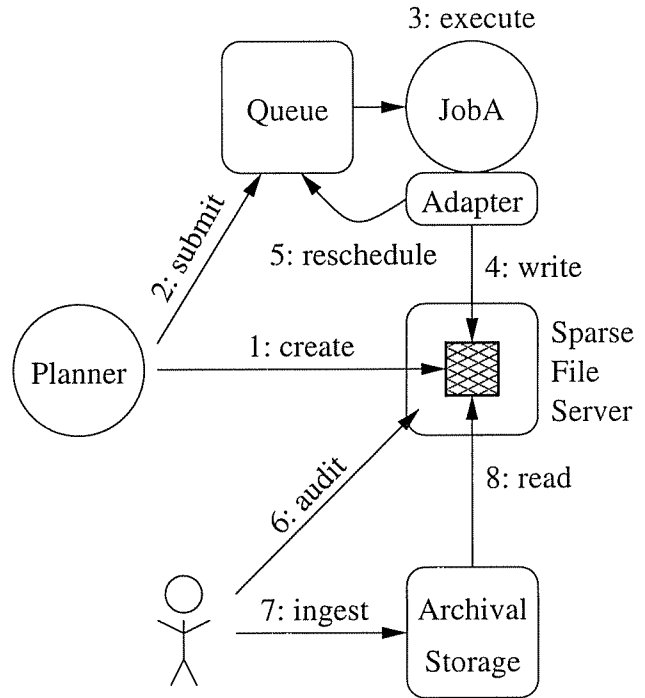 3: execute
Queue
JobA
Adapter
2: submit
5: reschedule
4: write
Planner
1: create
Sparse
File
Server
6: audit
8: read
7: ingest
Archival
Storage